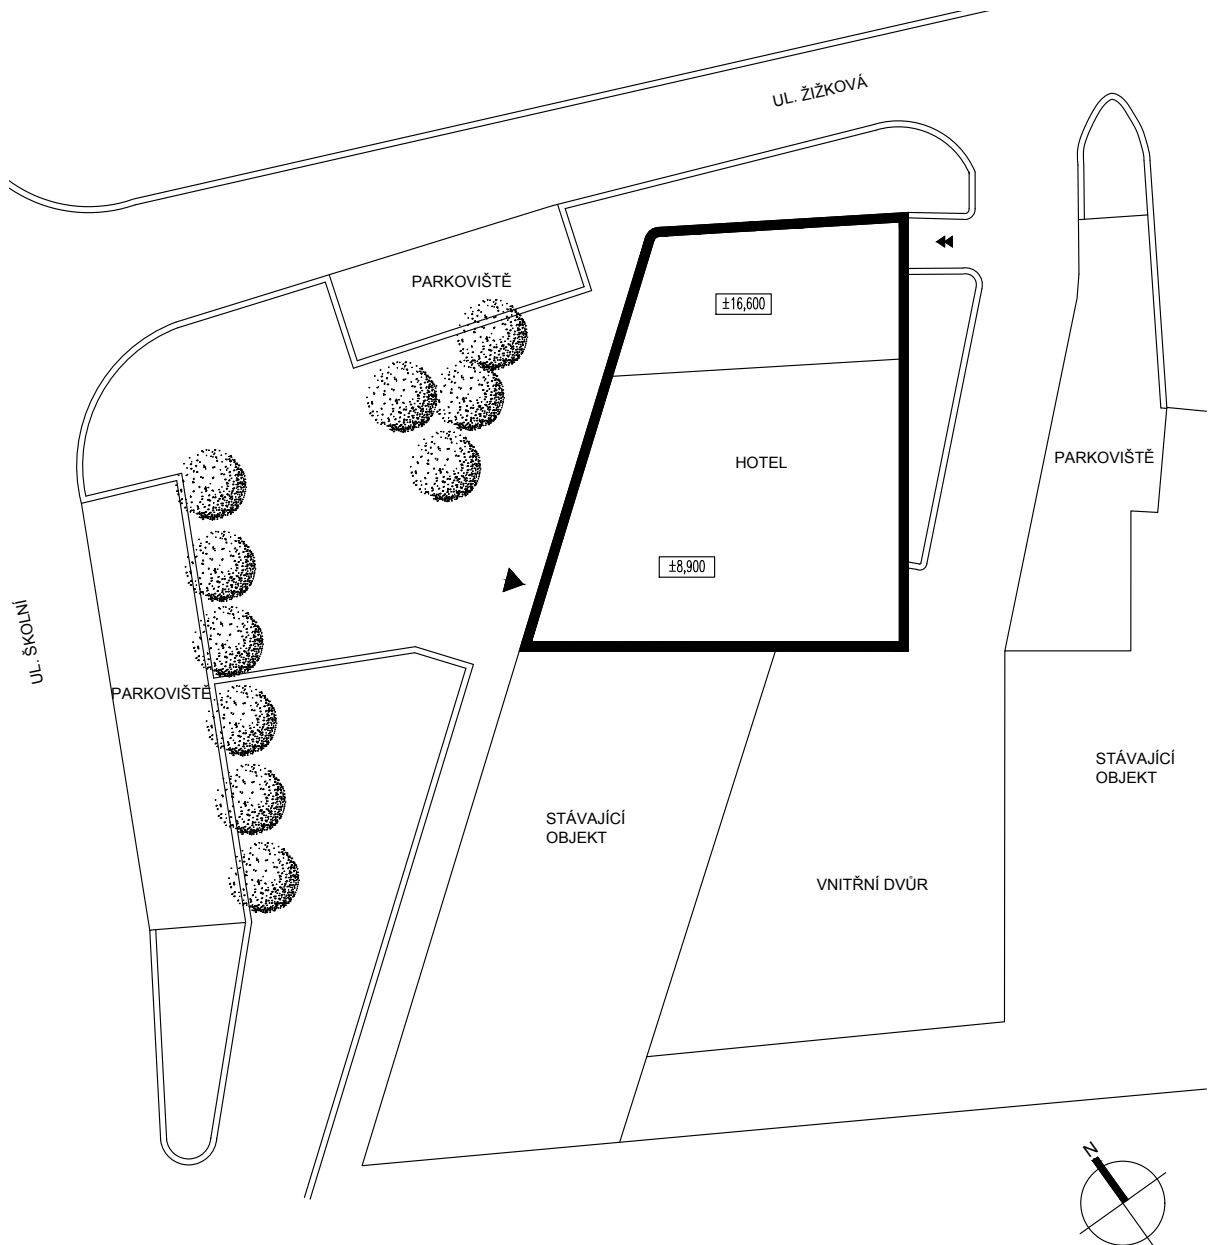 UL. ŽIŽKOVÁ
PARKOVIŠTĚ
±16,600
HOTEL
PARKOVIŠTĚ
±8,900
UL. ŠKOLNÍ
PARKOVIŠTĚ
STÁVAJÍCÍ
OBJEKT
STÁVAJÍCÍ
OBJEKT
VNITŘNÍ DVŮR
N